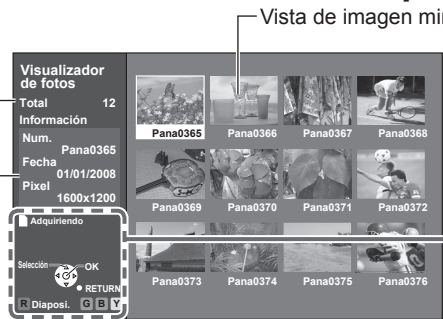 Vista de imagen mi
Visualizador
de fotos
Total 12
Información
Num.
Pana0365
Fecha
01/01/2008
Pixel
1600x1200
Adquiriendo
Selección
OK
RETURN
R Diaposi. G B Y
Pana0365 Pana0366 Pana0367 Pana0368
Pana0369 Pana0370 Pana0371 Pana0372
Pana0373 Pana0374 Pana0375 Pana0376